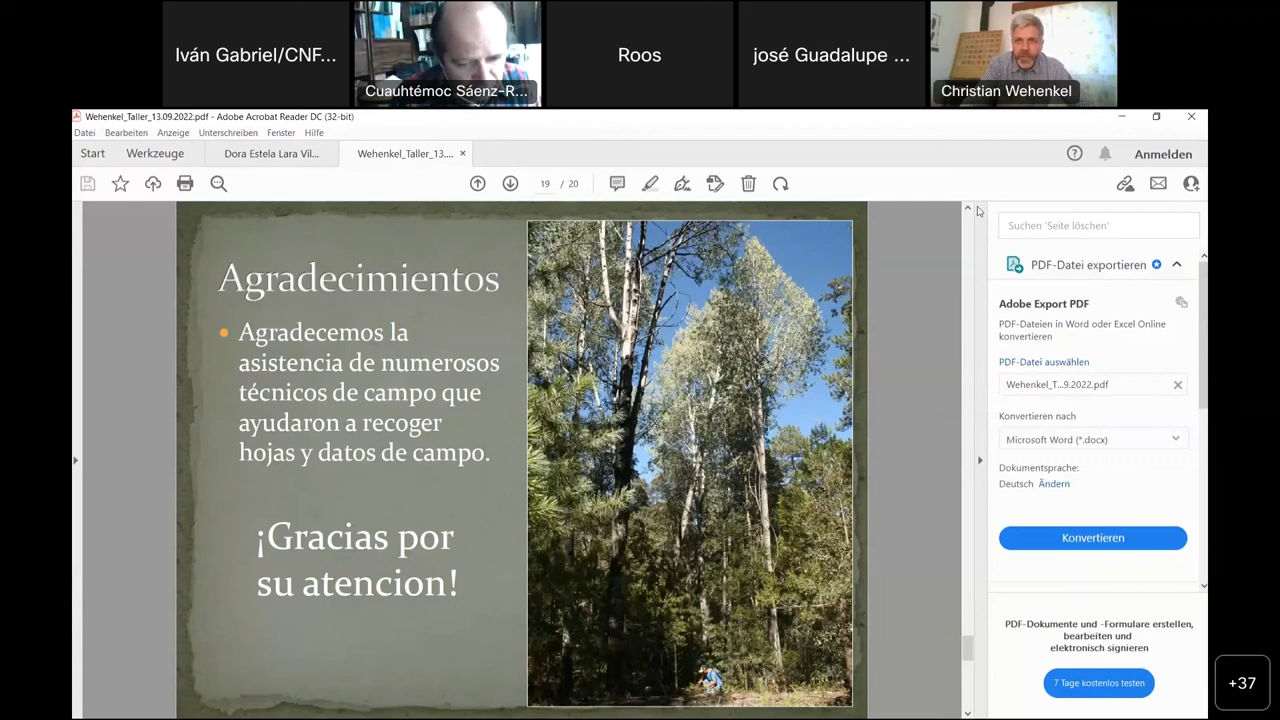 Iván Gabriel/CNF...
Cuauhtémoc Sáenz-R...
Roos
josé Guadalupe ...
Christian Wehenkel
Wehenkel_Taller_13.09.2022.pdf - Adobe Acrobat Reader DC (32-bit)
Datei Bearbeiten Anzeige Unterschreiben Fenster Hilfe
Start Werkzeuge Dora Estela Lara Vil... Wehenkel_Taller_13.... Anmelden
19 / 20
Agradecimientos
Agradecemos la
asistencia de numerosos
técnicos de campo que
ayudaron a recoger
hojas y datos de campo.
¡Gracias por
su atencion!
Suchen 'Seite löschen'
PDF-Datei exportieren
Adobe Export PDF
PDF-Dateien in Word oder Excel Online
konvertieren
PDF-Datei auswählen
Wehenkel_T...9.2022.pdf
Konvertieren nach
Microsoft Word (*.docx)
Dokumentsprache:
Deutsch Ändern
Konvertieren
PDF-Dokumente und -Formulare erstellen,
bearbeiten und
elektronisch signieren
7 Tage kostenlos testen
+37